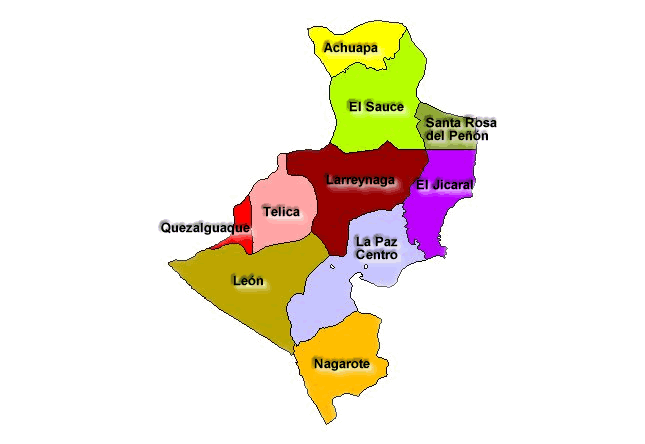 Achuapa
El Sauce
Santa Rosa
del Peñón
Larreynaga
El Jicaral
Telica
Quezalguaque
La Paz
Centro
León
Nagarote